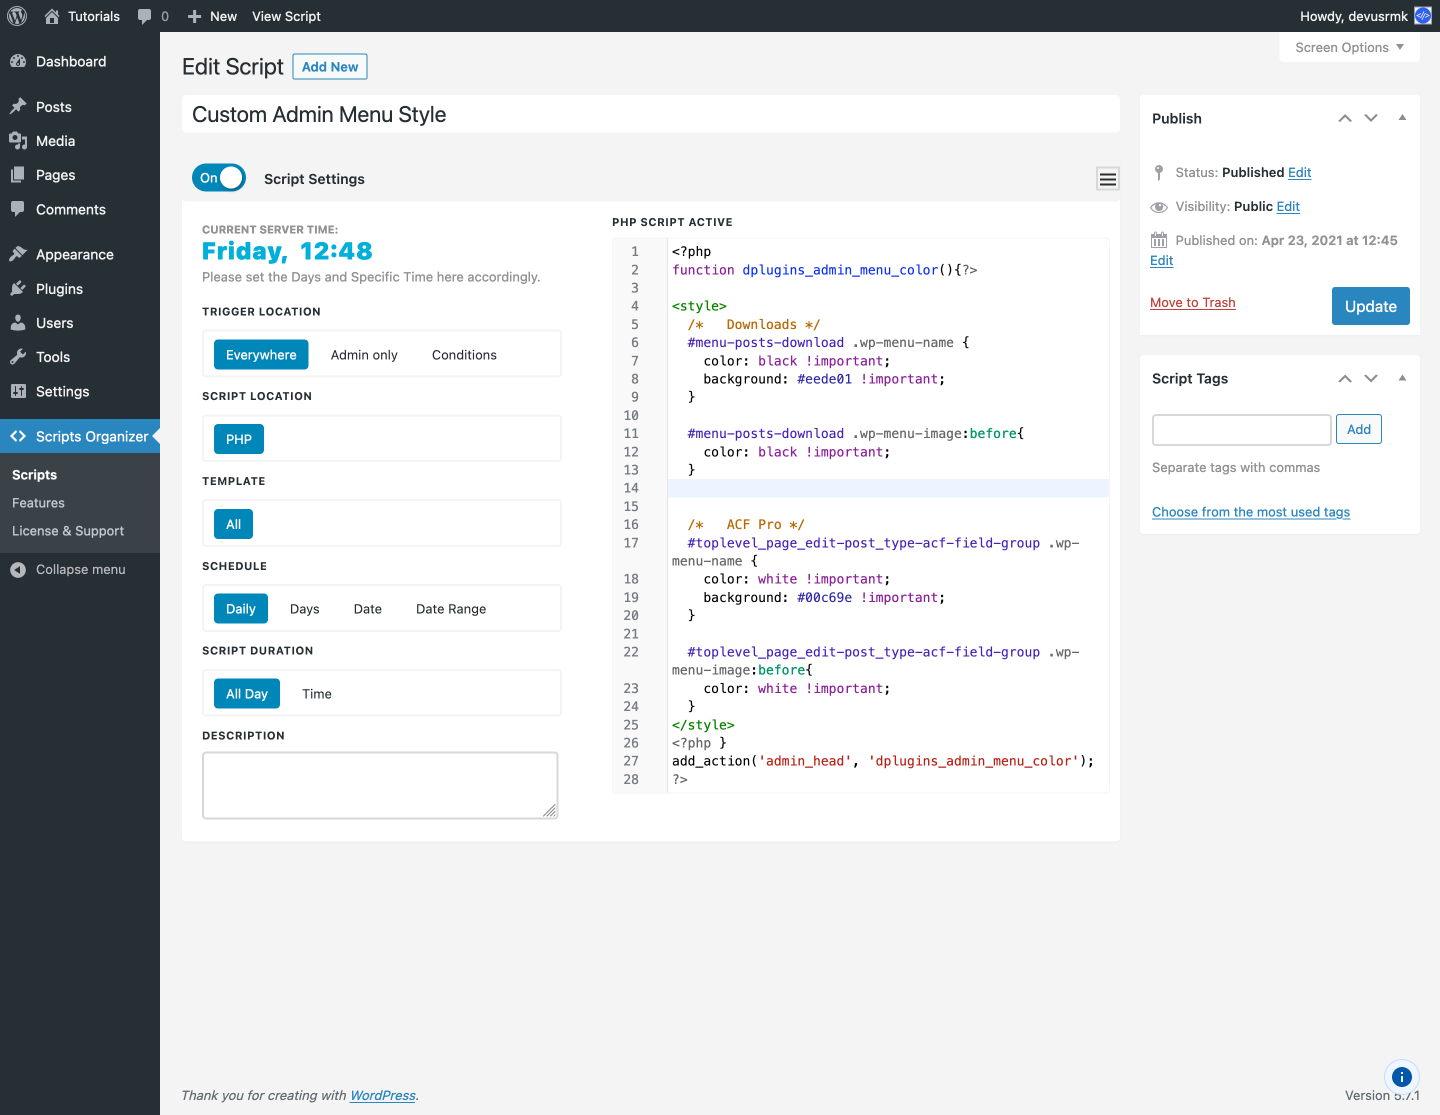 Tutorials 0 New View Script Howdy, devusrmk
Screen Options
Dashboard
Posts
Media
Pages
Comments
Appearance
Plugins
Users
Tools
Settings
Scripts Organizer
Scripts
Features
License & Support
Collapse menu
Edit Script Add New
Custom Admin Menu Style
On Script Settings
CURRENT SERVER TIME:
Friday, 12:48
Please set the Days and Specific Time here accordingly.
TRIGGER LOCATION
Everywhere Admin only Conditions
SCRIPT LOCATION
PHP
TEMPLATE
All
SCHEDULE
Daily Days Date Date Range
SCRIPT DURATION
All Day Time
DESCRIPTION
PHP SCRIPT ACTIVE
1 <?php
2 function dplugins_admin_menu_color(){?>
3
4 <style>
5   /*   Downloads */
6   #menu-posts-download .wp-menu-name {
7     color: black !important;
8     background: #eede01 !important;
9   }
10
11   #menu-posts-download .wp-menu-image:before{
12     color: black !important;
13   }
14
15
16   /*   ACF Pro */
17   #toplevel_page_edit-post_type-acf-field-group .wp-
menu-name {
18     color: white !important;
19     background: #00c69e !important;
20   }
21
22   #toplevel_page_edit-post_type-acf-field-group .wp-
menu-image:before{
23     color: white !important;
24   }
25 </style>
26 <?php }
27 add_action('admin_head', 'dplugins_admin_menu_color');
28 ?>
Publish
Status: Published Edit
Visibility: Public Edit
Published on: Apr 23, 2021 at 12:45
Edit
Move to Trash Update
Script Tags
Add
Separate tags with commas
Choose from the most used tags
Thank you for creating with WordPress.
Version 5.7.1